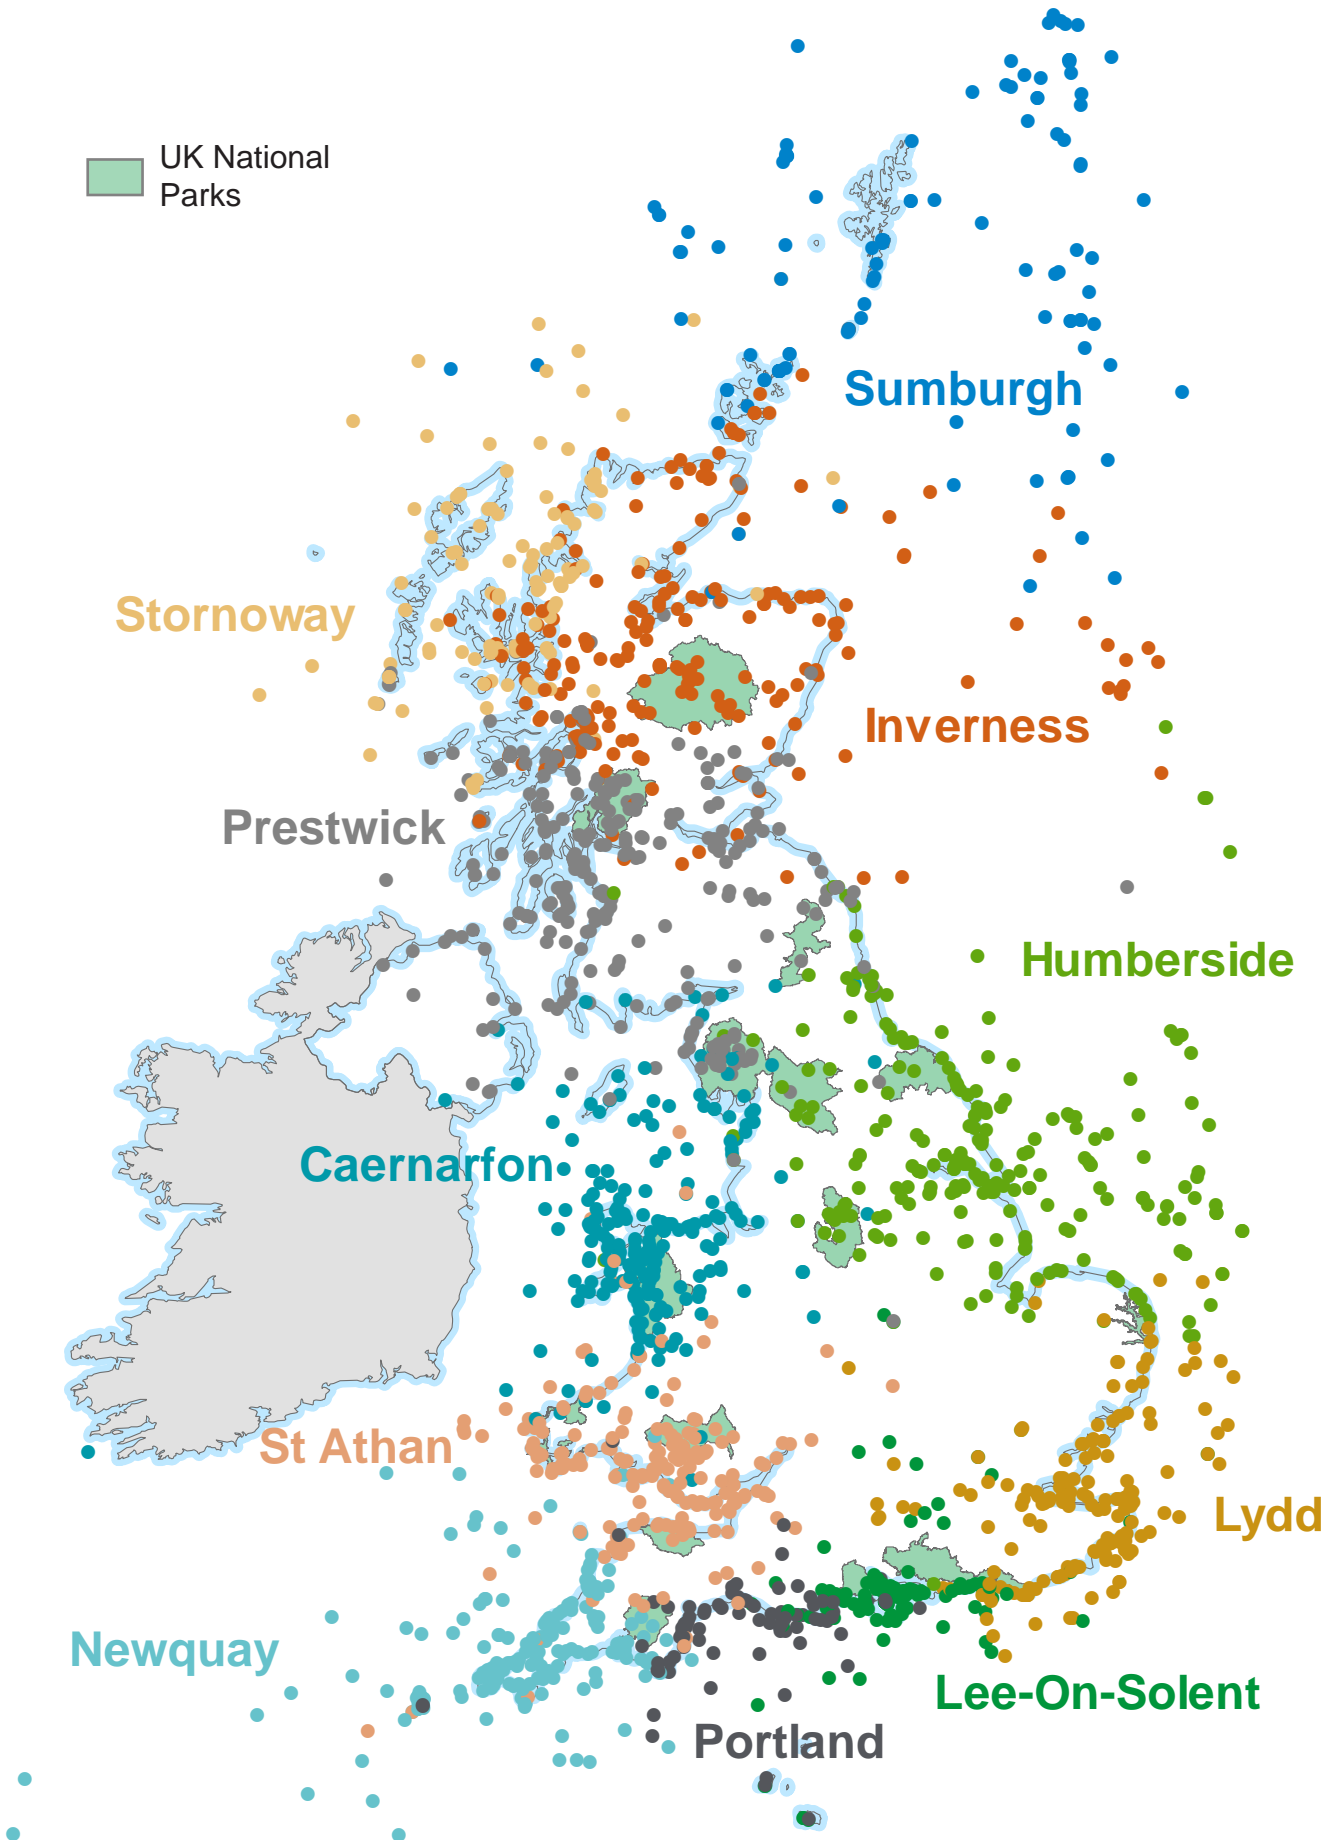 UK National
Parks
Sumburgh
Stornoway
Inverness
Prestwick
Humberside
Caernarfon
St Athan
Lydd
Newquay
Lee-On-Solent
Portland